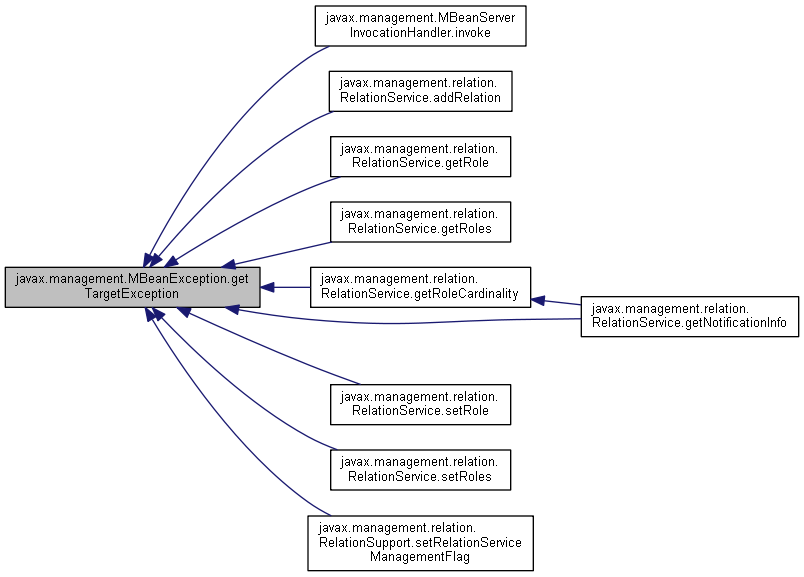 javax.management.MBeanServer
InvocationHandler.invoke
javax.management.relation.
RelationService.addRelation
javax.management.relation.
RelationService.getRole
javax.management.relation.
RelationService.getRoles
javax.management.MBeanException.get
TargetException
javax.management.relation.
RelationService.getRoleCardinality
javax.management.relation.
RelationService.getNotificationInfo
javax.management.relation.
RelationService.setRole
javax.management.relation.
RelationService.setRoles
javax.management.relation.
RelationSupport.setRelationService
ManagementFlag